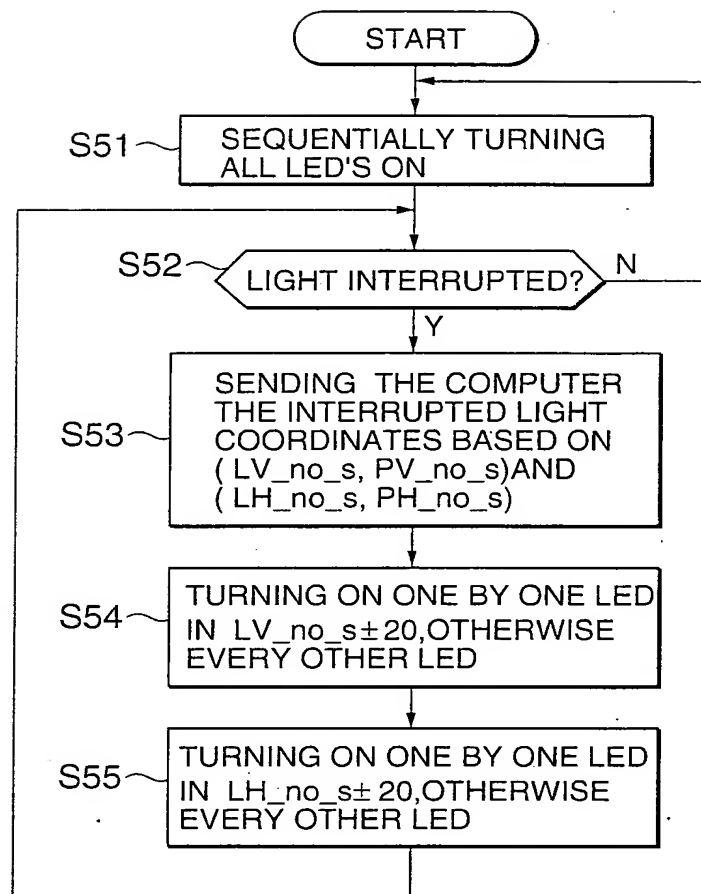 START
S51
SEQUENTIALLY TURNING
ALL LED'S ON
S52
LIGHT INTERRUPTED?
N
Y
S53
SENDING THE COMPUTER
THE INTERRUPTED LIGHT
COORDINATES BASED ON
( LV_no_s, PV_no_s)AND
( LH_no_s, PH_no_s)
S54
TURNING ON ONE BY ONE LED
IN LV_no_s±20,OTHERWISE
EVERY OTHER LED
S55
TURNING ON ONE BY ONE LED
IN LH_no_s±20,OTHERWISE
EVERY OTHER LED